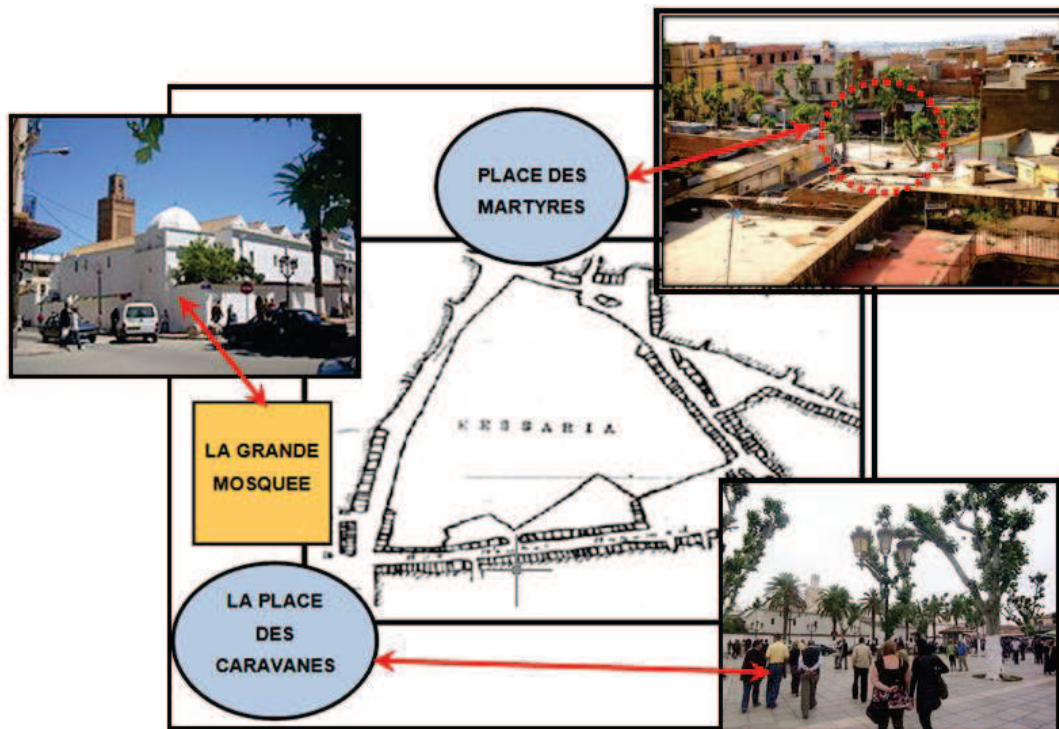 PLACE DES
MARTYRES
KESSARIA
LA GRANDE
MOSQUEE
LA PLACE
DES
CARAVANES